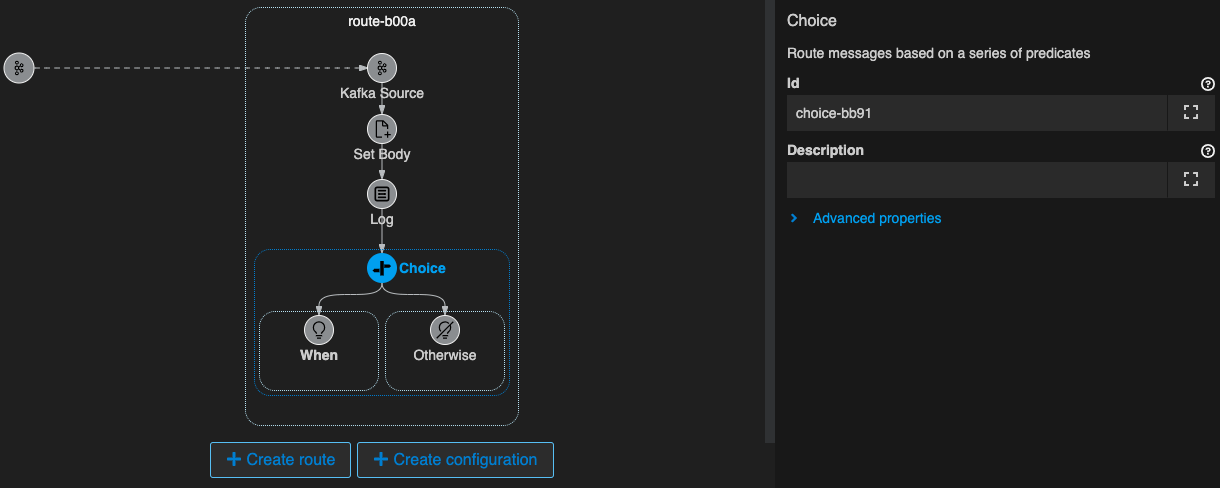 route-b00a
Kafka Source
Set Body
Log
Choice
When
Otherwise
Create route
Create configuration
Choice
Route messages based on a series of predicates
Id
choice-bb91
Description
Advanced properties